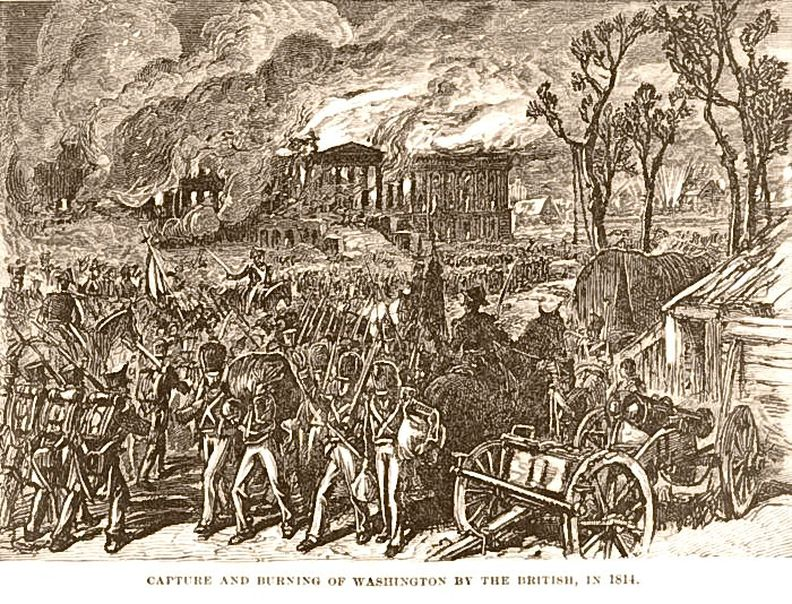 CAPTURE AND BURNING OF WASHINGTON BY THE BRITISH, IN 1814.